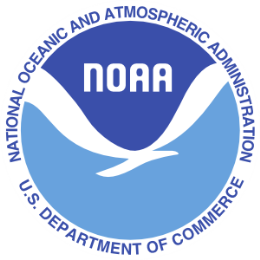 NATIONAL OCEANIC AND ATMOSPHERIC ADMINISTRATION
NOAA
U.S. DEPARTMENT OF COMMERCE